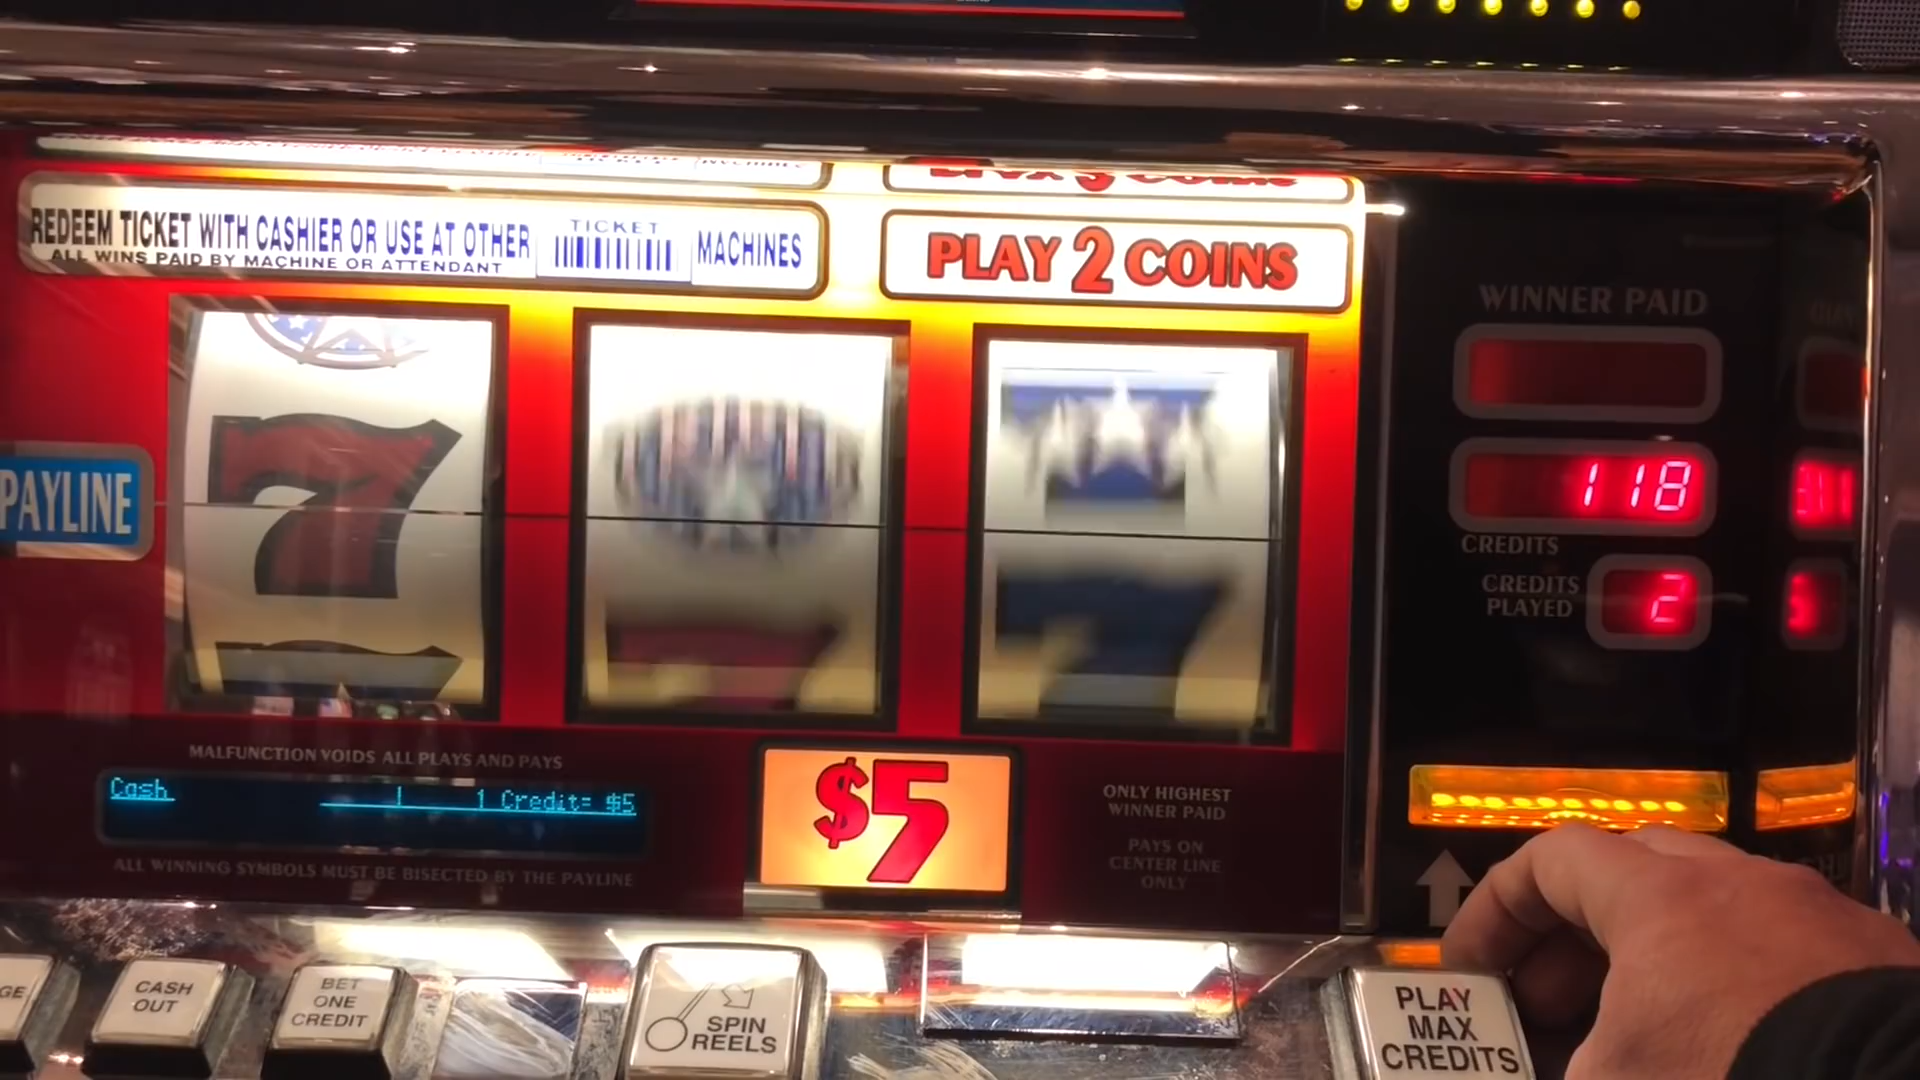 REDEEM TICKET WITH CASHIER OR USE AT OTHER TICKET MACHINES
ALL WINS PAID BY MACHINE OR ATTENDANT
PLAY 2 COINS
WINNER PAID
PAYLINE
118
CREDITS
CREDITS
PLAYED
2
MALFUNCTION VOIDS ALL PLAYS AND PAYS
Cash
1 Credit= $5
ALL WINNING SYMBOLS MUST BE BISECTED BY THE PAYLINE
$5
ONLY HIGHEST
WINNER PAID
PAYS ON
CENTER LINE
ONLY
CASH
OUT
BET
ONE
CREDIT
SPIN
REELS
PLAY
MAX
CREDITS